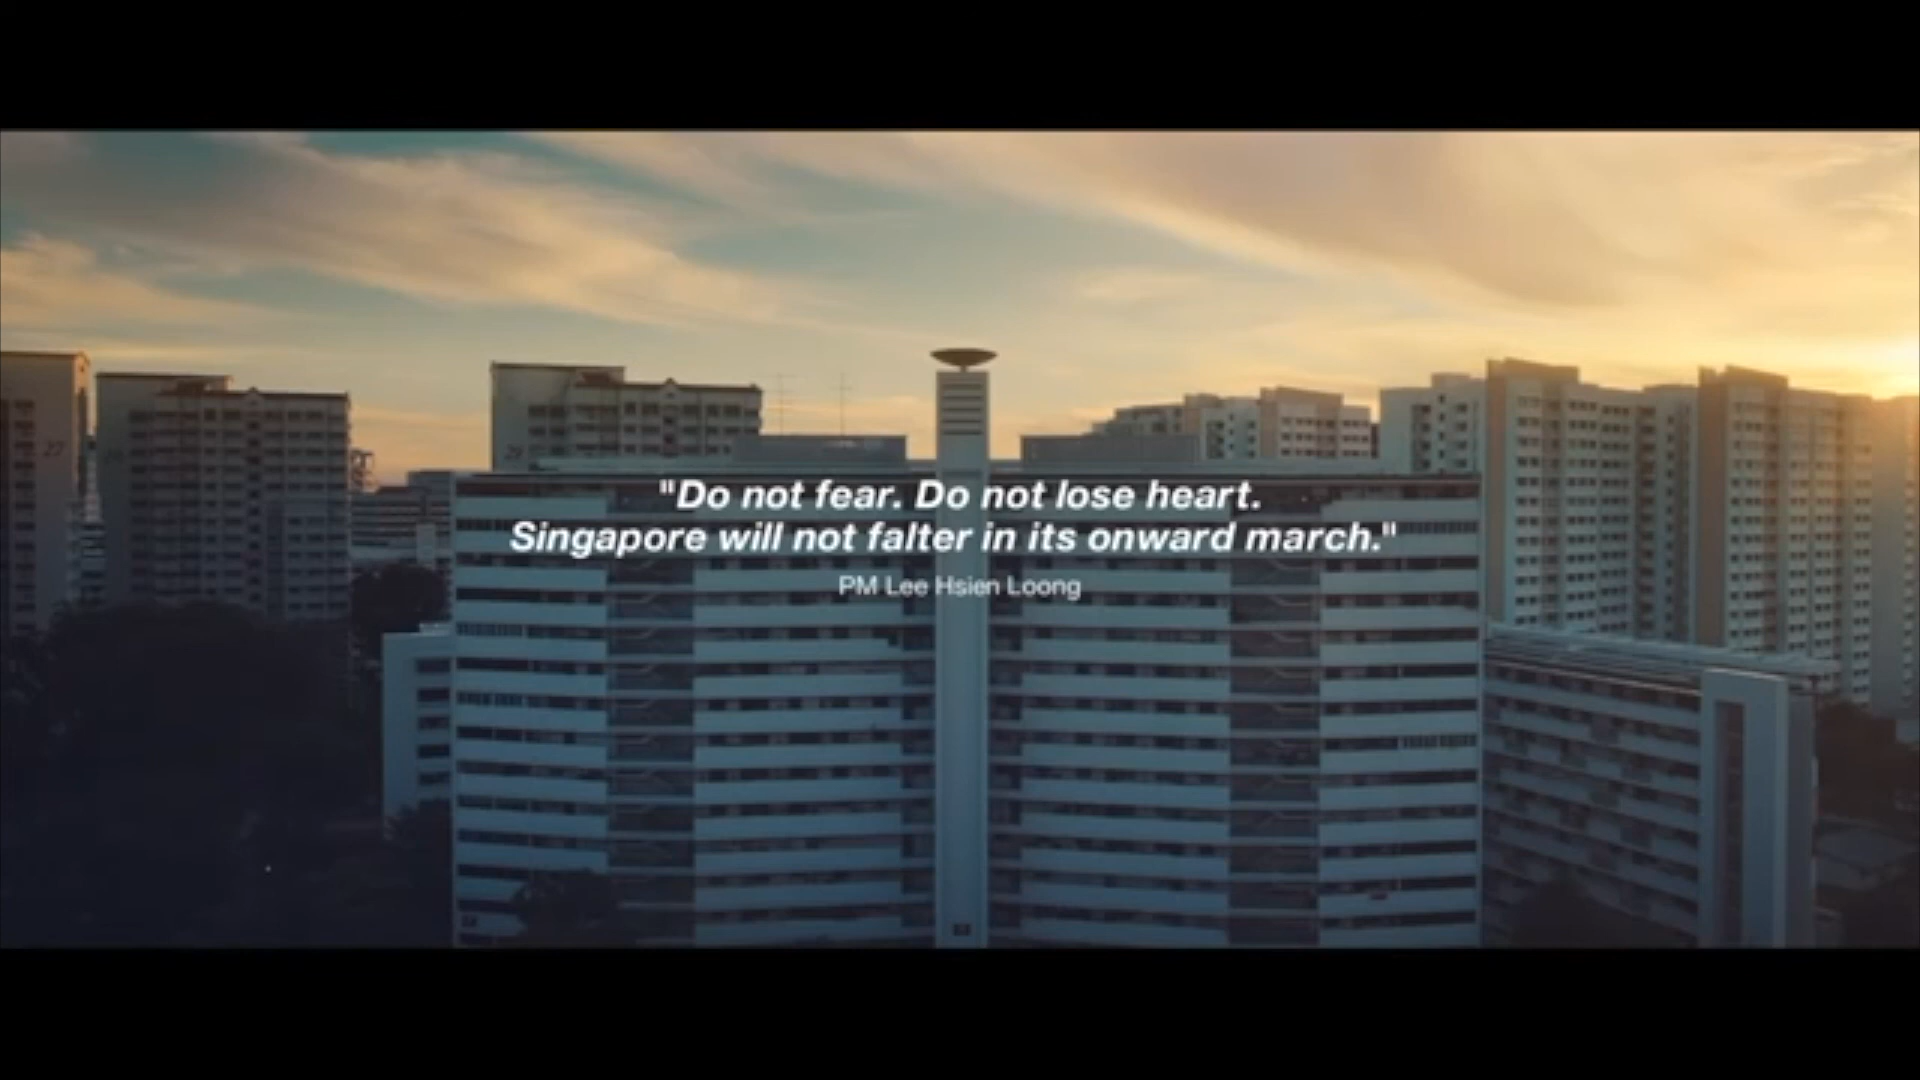 "Do not fear. Do not lose heart.
Singapore will not falter in its onward march."
PM Lee Hsien Loong
27